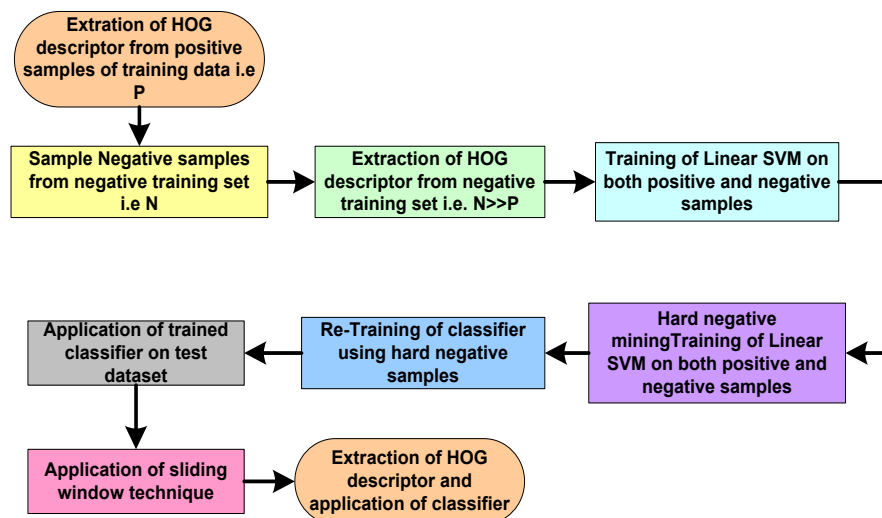 Extration of HOG
descriptor from positive
samples of training data i.e
P
Sample Negative samples
from negative training set
i.e N
Extraction of HOG
descriptor from negative
training set i.e. N>>P
Training of Linear SVM on
both positive and negative
samples
Hard negative
miningTraining of Linear
SVM on both positive and
negative samples
Re-Training of classifier
using hard negative
samples
Application of trained
classifier on test
dataset
Application of sliding
window technique
Extraction of HOG
descriptor and
application of classifier